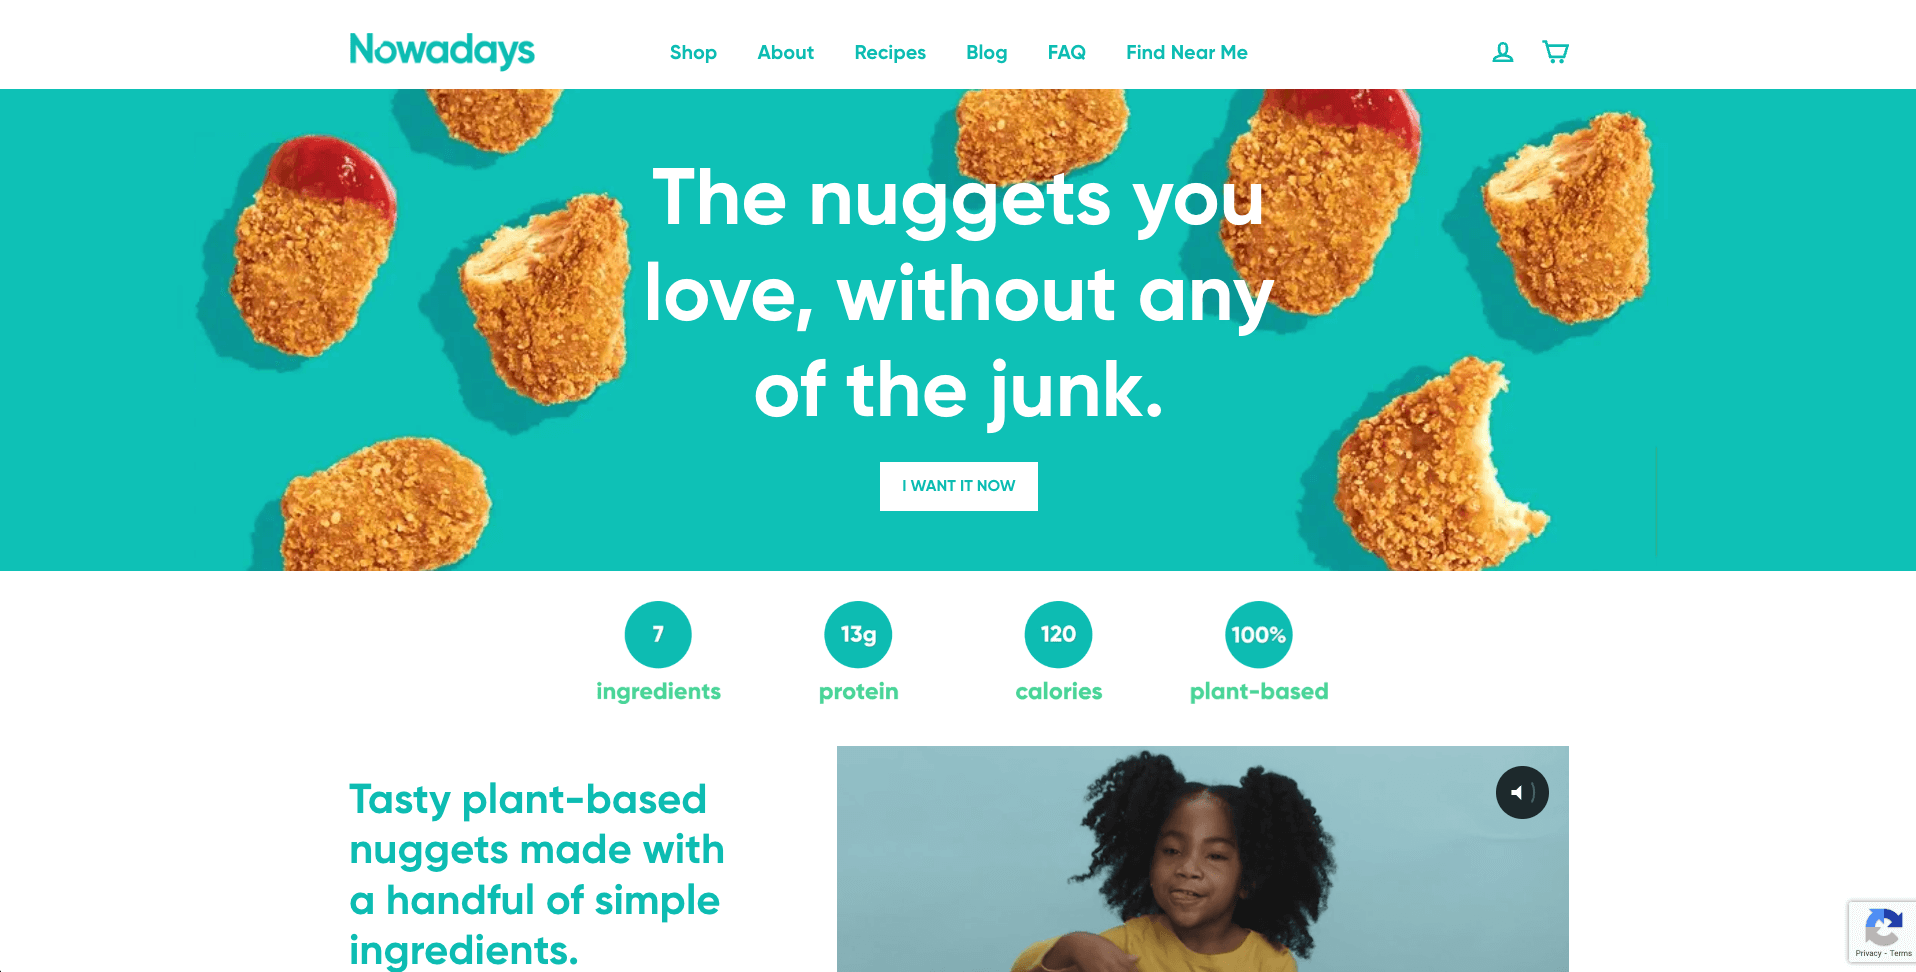 Nowadays
Shop About Recipes Blog FAQ Find Near Me
The nuggets you
love, without any
of the junk.
I WANT IT NOW
7 13g 120 100%
ingredients protein calories plant-based
Tasty plant-based
nuggets made with
a handful of simple
ingredients.
Privacy - Terms